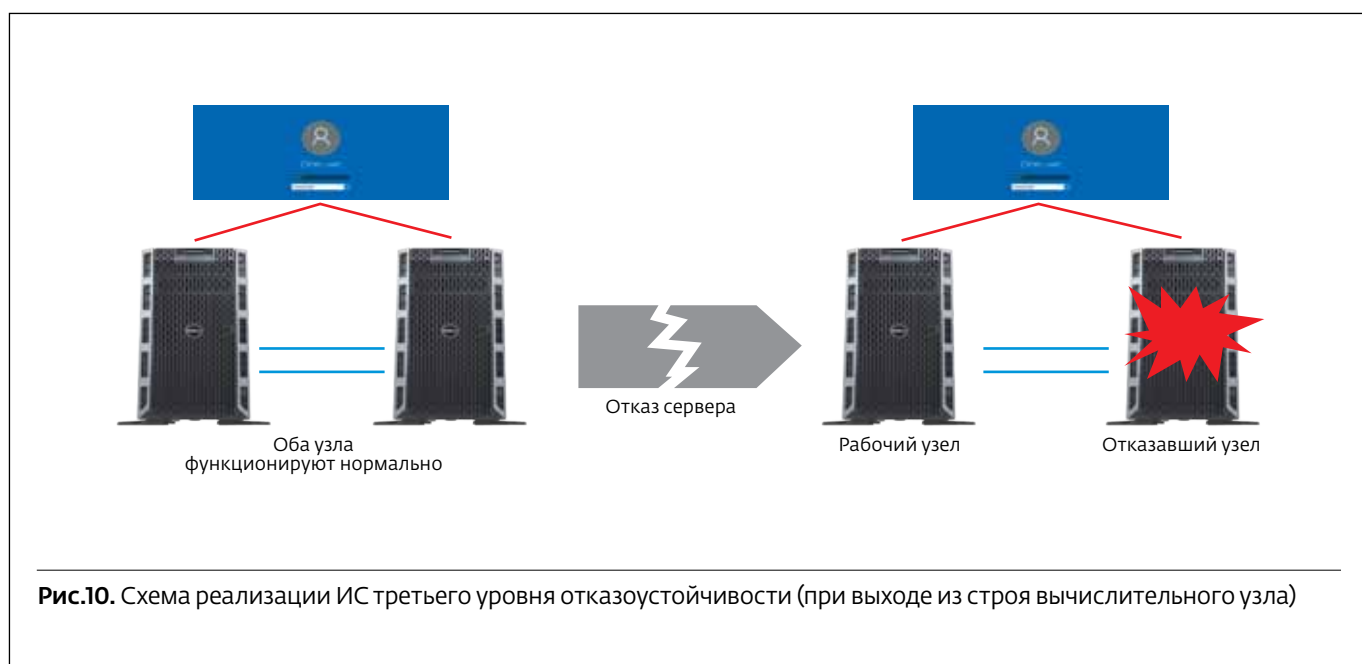 Отказ сервера
Оба узла
функционируют нормально
Рабочий узел
Отказавший узел
Рис.10. Схема реализации ИС третьего уровня отказоустойчивости (при выходе из строя вычислительного узла)